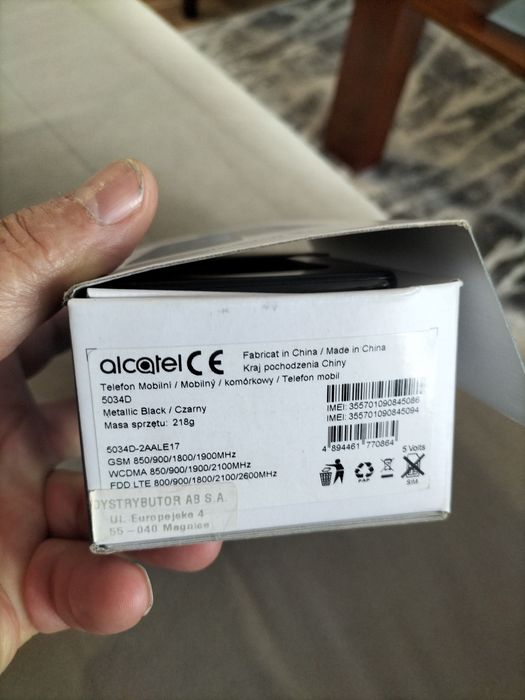 alcatel CE
Fabricat in China / Made in China
Kraj pochodzenia Chiny
Telefon Mobilni / Mobilný / komórkowy / Telefon mobil
5034D
Metallic Black / Czarny
Masa sprzętu: 218g
IMEI: 355701090845086
IMEI: 355701090845094
5034D-2AALE17
GSM 850/900/1800/1900MHz
WCDMA 850/900/1900/2100MHz
FDD LTE 800/900/1800/2100/2600MHz
4 894461 770864
PAP
5 Volts
SIM
DYSTRYBUTOR AB S.A.
UL. Europejska 4
55-040 Magnice